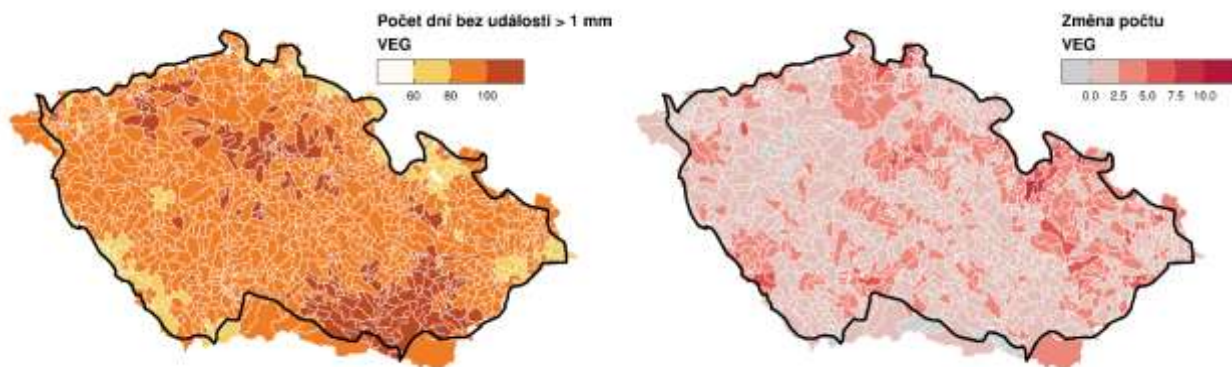 Počet dní bez události > 1 mm
VEG
60 80 100
Změna počtu
VEG
0.0 2.5 5.0 7.5 10.0